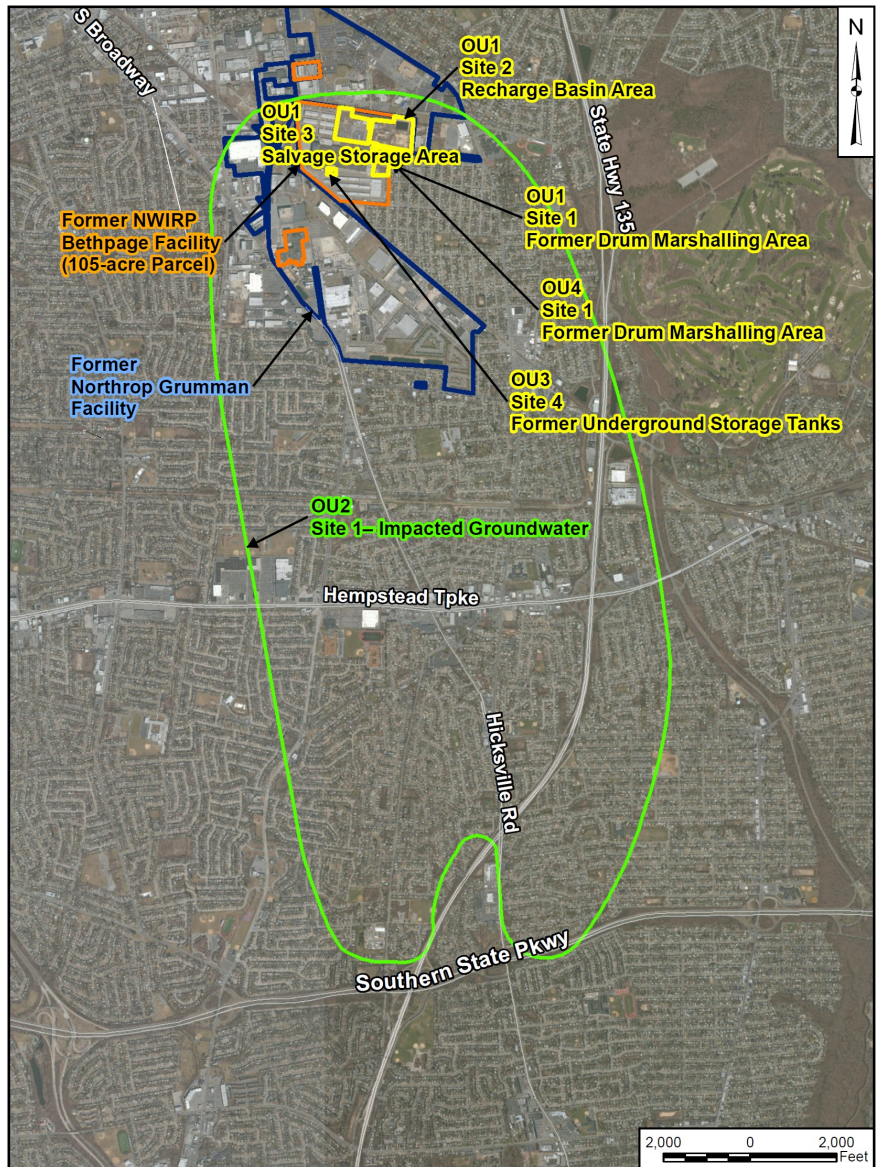 S Broadway
N
OU1
Site 2
Recharge Basin Area
OU1
Site 3
Salvage Storage Area
State Hwy 135
OU1
Site 1
Former Drum Marshalling Area
Former NWIRP
Bethpage Facility
(105-acre Parcel)
OU4
Site 1
Former Drum Marshalling Area
Former
Northrop Grumman
Facility
OU3
Site 4
Former Underground Storage Tanks
OU2
Site 1– Impacted Groundwater
Hempstead Tpke
Hicksville Rd
Southern State Pkwy
2,000 0 2,000
Feet